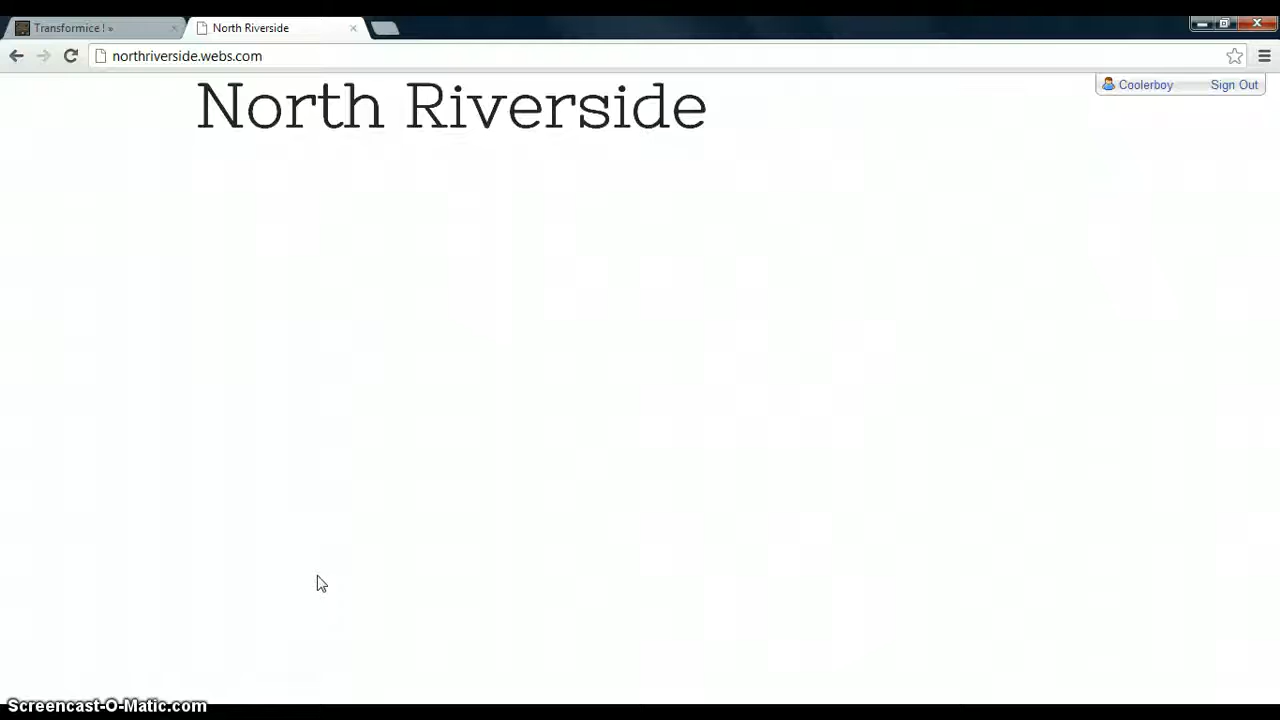 Transformice ! »
North Riverside
northriverside.webs.com
North Riverside
Coolerboy
Sign Out
Screencast-O-Matic.com